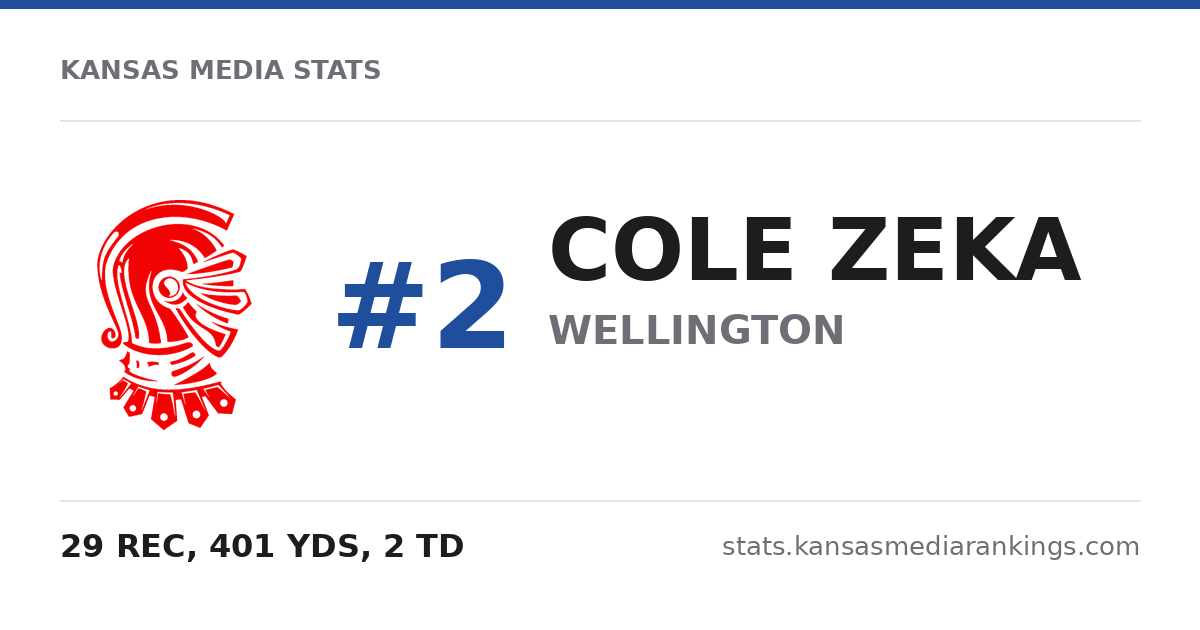 KANSAS MEDIA STATS
#2
COLE ZEKA
WELLINGTON
29 REC, 401 YDS, 2 TD
stats.kansasmediarankings.com